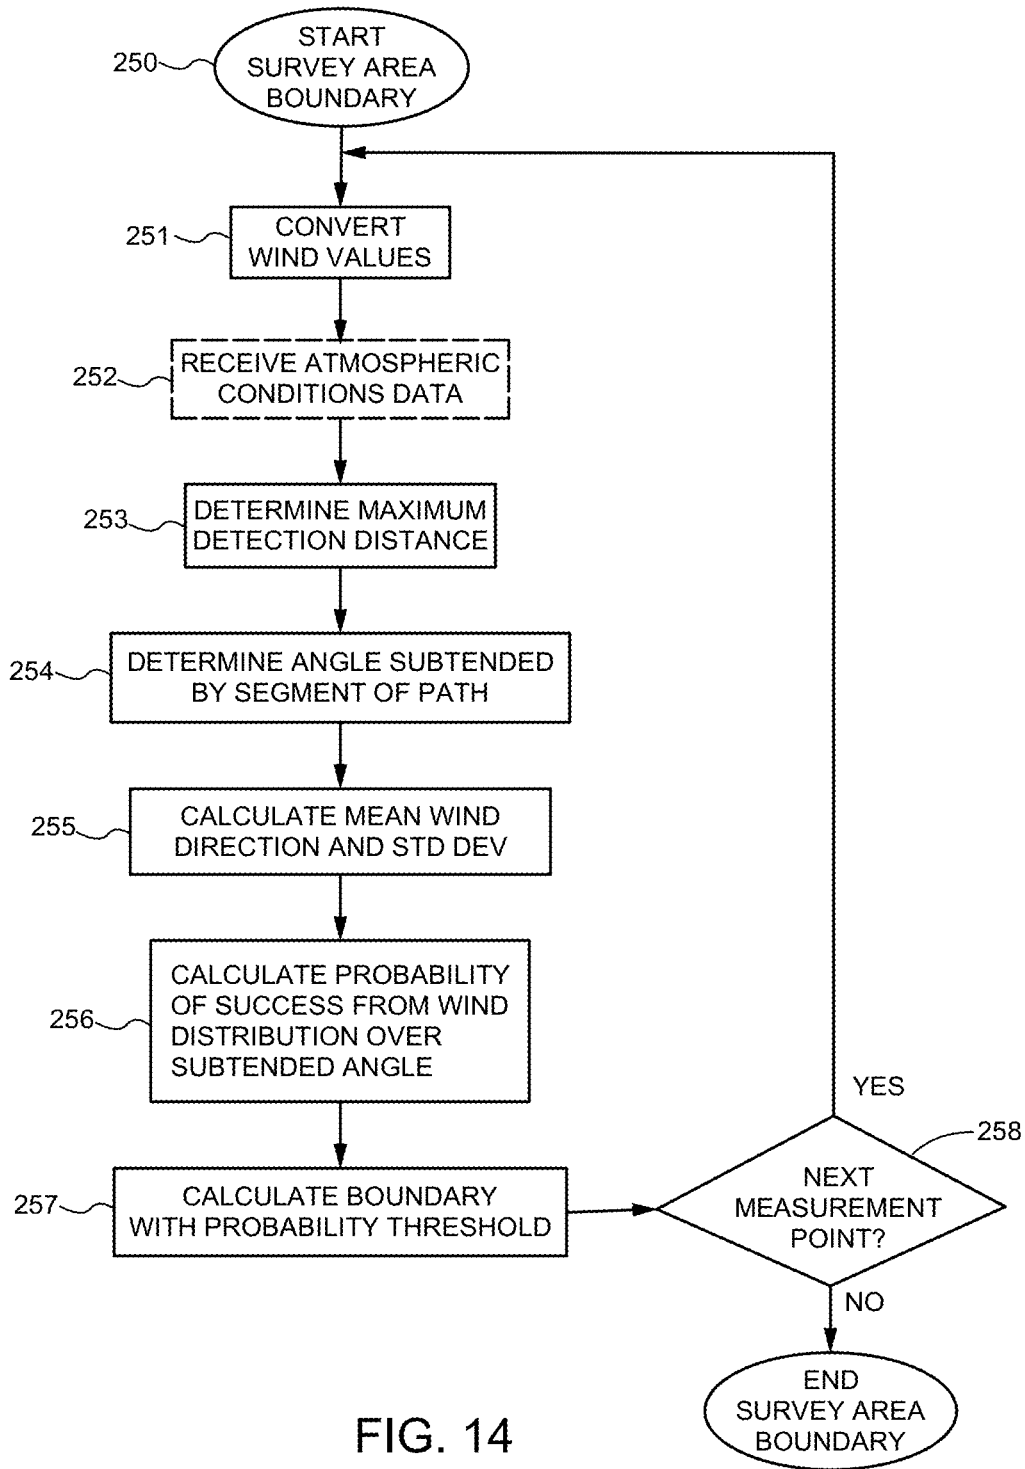 250
START
SURVEY AREA
BOUNDARY
251
CONVERT
WIND VALUES
252
RECEIVE ATMOSPHERIC
CONDITIONS DATA
253
DETERMINE MAXIMUM
DETECTION DISTANCE
254
DETERMINE ANGLE SUBTENDED
BY SEGMENT OF PATH
255
CALCULATE MEAN WIND
DIRECTION AND STD DEV
256
CALCULATE PROBABILITY
OF SUCCESS FROM WIND
DISTRIBUTION OVER
SUBTENDED ANGLE
257
CALCULATE BOUNDARY
WITH PROBABILITY THRESHOLD
YES
258
NEXT
MEASUREMENT
POINT?
NO
END
SURVEY AREA
BOUNDARY
FIG. 14